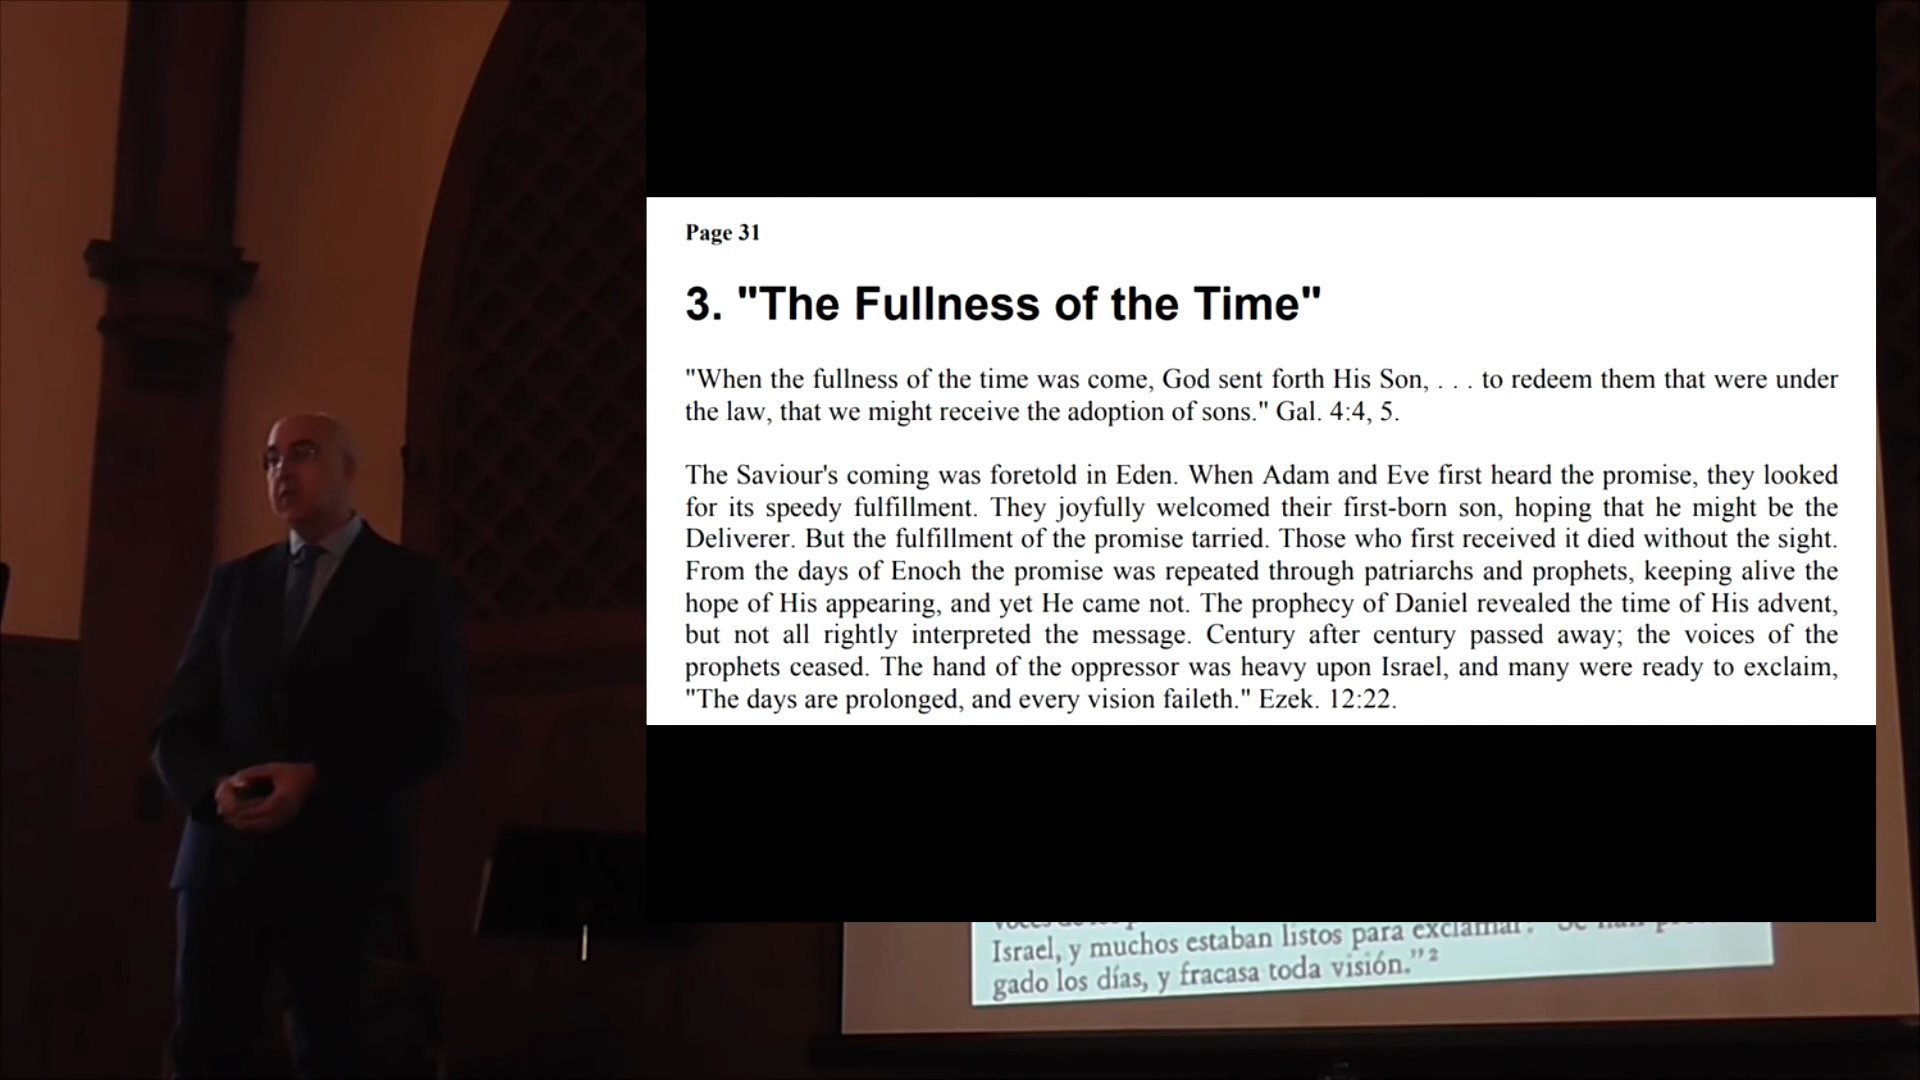 Page 31
3. "The Fullness of the Time"
"When the fullness of the time was come, God sent forth His Son, . . . to redeem them that were under
the law, that we might receive the adoption of sons." Gal. 4:4, 5.
The Saviour's coming was foretold in Eden. When Adam and Eve first heard the promise, they looked
for its speedy fulfillment. They joyfully welcomed their first-born son, hoping that he might be the
Deliverer. But the fulfillment of the promise tarried. Those who first received it died without the sight.
From the days of Enoch the promise was repeated through patriarchs and prophets, keeping alive the
hope of His appearing, and yet He came not. The prophecy of Daniel revealed the time of His advent,
but not all rightly interpreted the message. Century after century passed away; the voices of the
prophets ceased. The hand of the oppressor was heavy upon Israel, and many were ready to exclaim,
"The days are prolonged, and every vision faileth." Ezek. 12:22.
Israel, y muchos estaban listos para exclamar:
gado los días, y fracasa toda visión."²